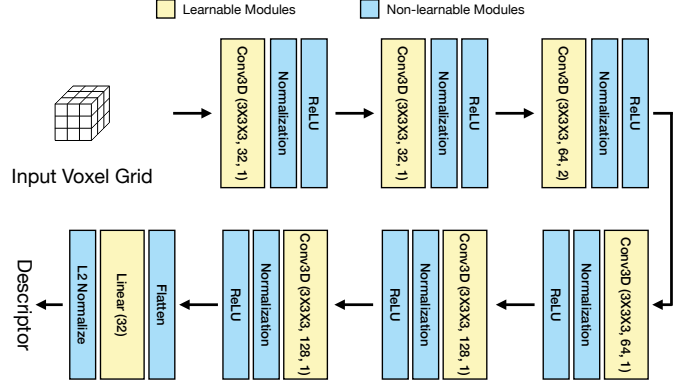 Learnable Modules
Non-learnable Modules
Input Voxel Grid
Conv3D (3X3X3, 32, 1)
Normalization
ReLU
Conv3D (3X3X3, 32, 1)
Normalization
ReLU
Conv3D (3X3X3, 64, 2)
Normalization
ReLU
Conv3D (3X3X3, 64, 1)
Normalization
ReLU
Conv3D (3X3X3, 128, 1)
Normalization
ReLU
Conv3D (3X3X3, 128, 1)
Normalization
ReLU
Flatten
Linear (32)
L2 Normalize
Descriptor